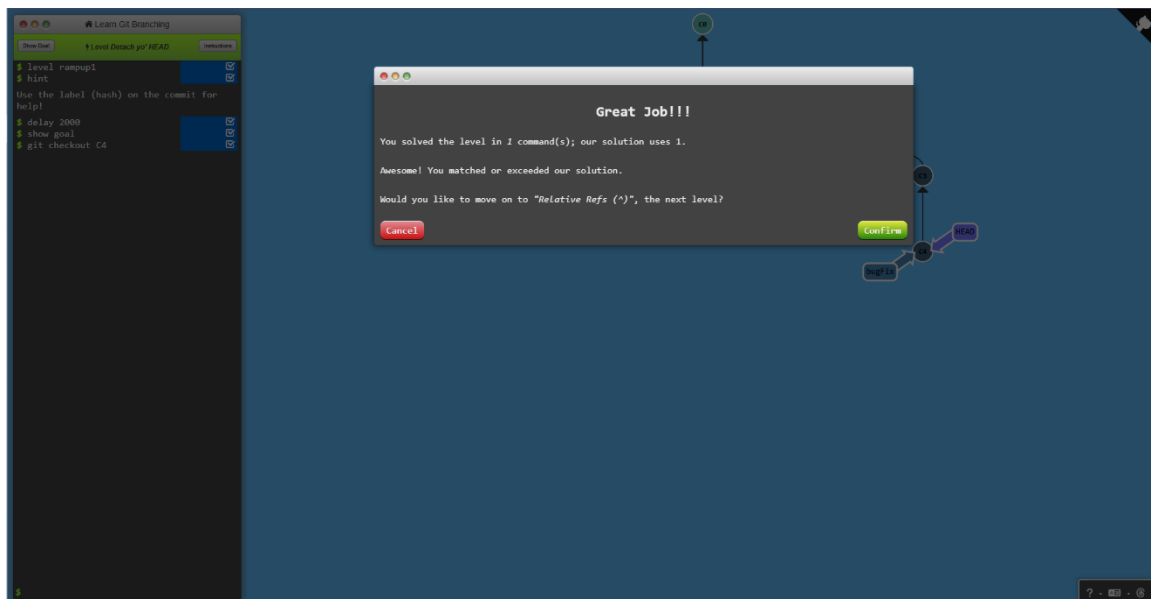 Learn Git Branching
Show Goal
Level Detach yo' HEAD
Instructions
$ level rampup1
$ hint
Use the label (hash) on the commit for
help!
$ delay 2000
$ show goal
$ git checkout C4
$
C0
Great Job!!!
You solved the level in 1 command(s); our solution uses 1.
Awesome! You matched or exceeded our solution.
Would you like to move on to "Relative Refs (^)", the next level?
Cancel
Confirm
HEAD
bugFix
?